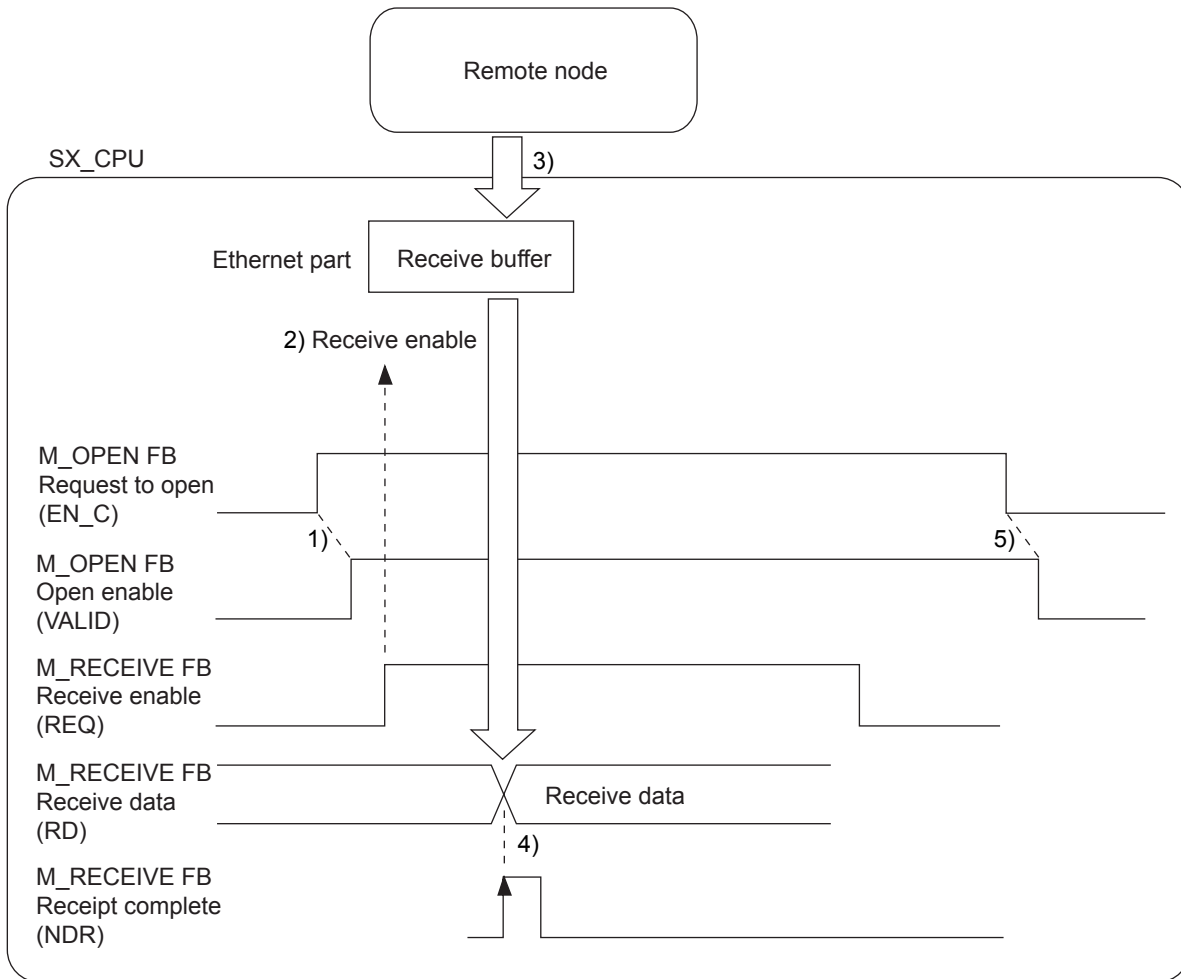 Remote node
SX_CPU
3)
Ethernet part
Receive buffer
2) Receive enable
M_OPEN FB
Request to open
(EN_C)
1)
5)
M_OPEN FB
Open enable
(VALID)
M_RECEIVE FB
Receive enable
(REQ)
M_RECEIVE FB
Receive data
(RD)
Receive data
4)
M_RECEIVE FB
Receipt complete
(NDR)